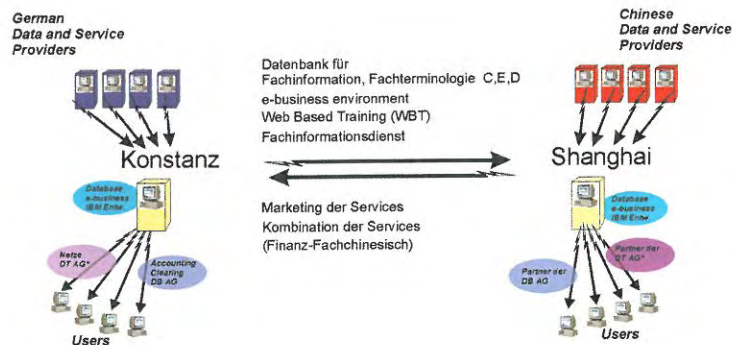 German
Data and Service
Providers
Chinese
Data and Service
Providers
Datenbank für
Fachinformation, Fachterminologie C,E,D
e-business environment
Web Based Training (WBT)
Fachinformationsdienst
Konstanz
Shanghai
Database
e-business
IBM Entw.
Database
e-business
IBM Entw.
Marketing der Services
Kombination der Services
(Finanz-Fachchinesisch)
Netze
DT AG*
Accounting
Clearing
DB AG
Partner der
DB AG
Partner der
DT AG*
Users
Users